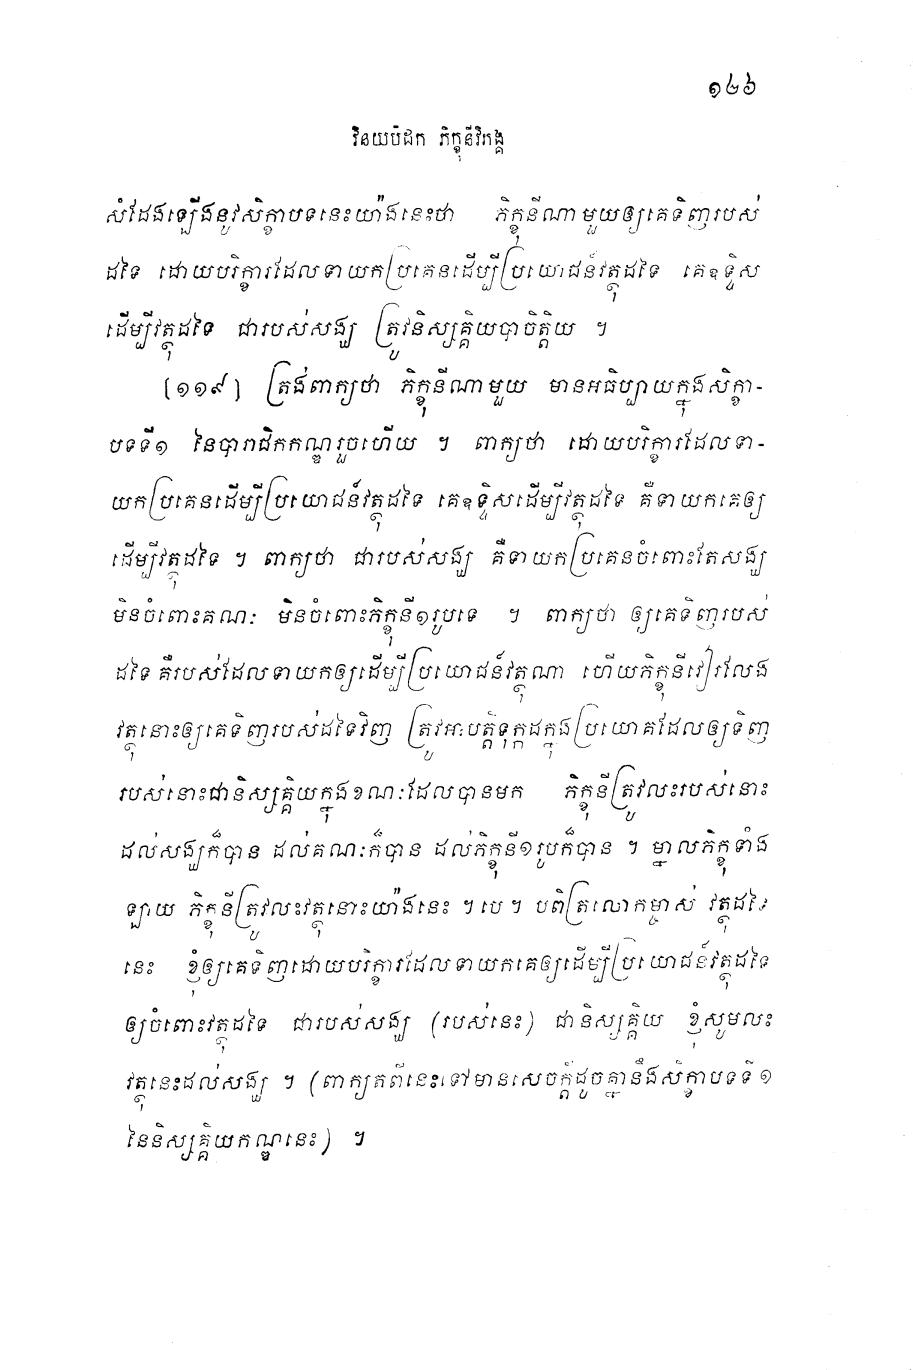 ១៤៦
វិនយបិដក ភិក្ខុនីវិភង្គ
សំដែងឡើងនូវសិក្ខាបទនេះយ៉ាងនេះថា ភិក្ខុនីណាមួយឲ្យគេទិញរបស់
ដទៃ ដោយបរិក្ខារដែលទាយកប្រគេនដើម្បីប្រយោជន៍វត្ថុដទៃ គេឧទ្ទិស
ដើម្បីវត្ថុដទៃ ជារបស់សង្ឃ ត្រូវនិស្សគ្គិយបាចិត្តិយ ។
[១១៩] ត្រង់ពាក្យថា ភិក្ខុនីណាមួយ មានអធិប្បាយក្នុងសិក្ខា-
បទទី១ នៃបារាជិកកណ្ឌរួចហើយ ។ ពាក្យថា ដោយបរិក្ខារដែលទា-
យកប្រគេនដើម្បីប្រយោជន៍វត្ថុដទៃ គេឧទ្ទិសដើម្បីវត្ថុដទៃ គឺទាយកគេឲ្យ
ដើម្បីវត្ថុដទៃ ។ ពាក្យថា ជារបស់សង្ឃ គឺទាយកប្រគេនចំពោះតែសង្ឃ
មិនចំពោះគណៈ មិនចំពោះភិក្ខុនី១រូបទេ ។ ពាក្យថា ឲ្យគេទិញរបស់
ដទៃ គឺរបស់ដែលទាយកឲ្យដើម្បីប្រយោជន៍វត្ថុណា ហើយភិក្ខុនីវៀរលែង
វត្ថុនោះឲ្យគេទិញរបស់ដទៃវិញ ត្រូវអាបត្តិទុក្កដក្នុងប្រយោគដែលឲ្យទិញ
របស់នោះជានិស្សគ្គិយក្នុងខណៈដែលបានមក ភិក្ខុនីត្រូវលះរបស់នោះ
ដល់សង្ឃក៏បាន ដល់គណៈក៏បាន ដល់ភិក្ខុនី១រូបក៏បាន ។ ម្នាលភិក្ខុទាំង
ឡាយ ភិក្ខុនីត្រូវលះវត្ថុនោះយ៉ាងនេះ ។បេ។ បពិត្រលោកម្ចាស់ វត្ថុដទៃ
នេះ ខ្ញុំឲ្យគេទិញដោយបរិក្ខារដែលទាយកគេឲ្យដើម្បីប្រយោជន៍វត្ថុដទៃ
ឲ្យចំពោះវត្ថុដទៃ ជារបស់សង្ឃ (របស់នេះ) ជានិស្សគ្គិយ ខ្ញុំសូមលះ
វត្ថុនេះដល់សង្ឃ ។ (ពាក្យតពីនេះទៅមានសេចក្តីដូចគ្នានឹងសិក្ខាបទទី១
នៃនិស្សគ្គិយកណ្ឌនេះ) ។